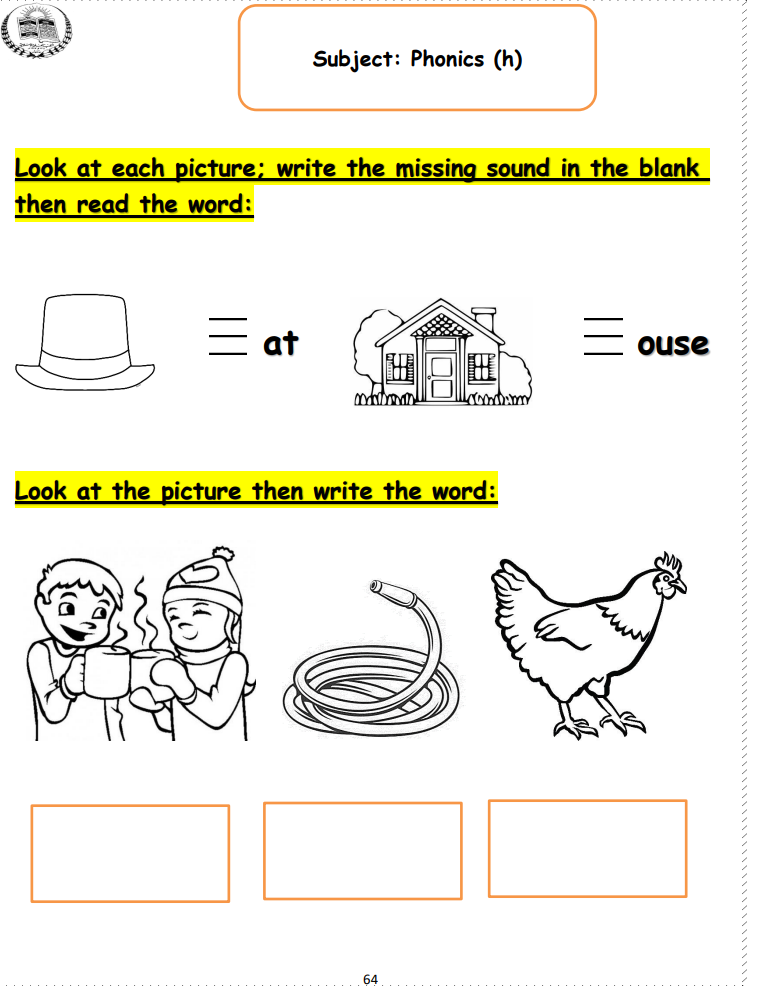 Subject: Phonics (h)
Look at each picture; write the missing sound in the blank
then read the word:
at
ouse
Look at the picture then write the word:
64